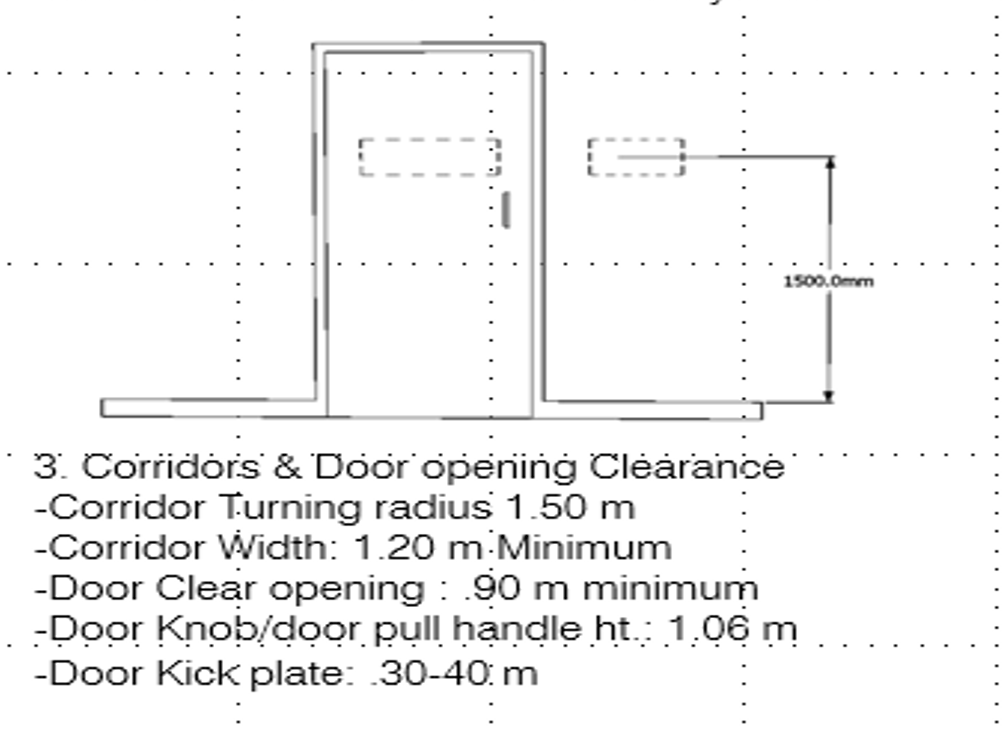 1500.0mm
3. Corridors & Door opening Clearance
-Corridor Turning radius 1.50 m
-Corridor Width: 1.20 m Minimum
-Door Clear opening : .90 m minimum
-Door Knob/door pull handle ht.: 1.06 m
-Door Kick plate: .30-40 m